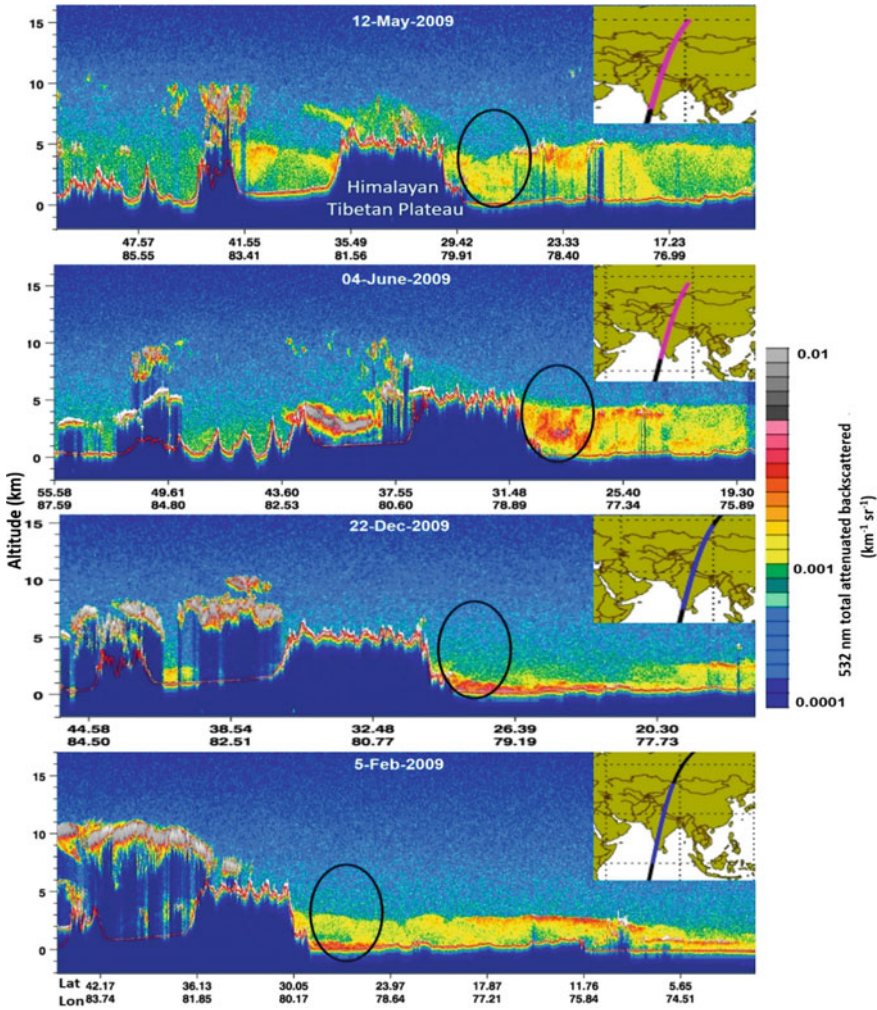 12-May-2009
15
10
5
0
Himalayan
Tibetan Plateau
47.57 41.55 35.49 29.42 23.33 17.23
85.55 83.41 81.56 79.91 78.40 76.99
04-June-2009
15
10
5
0
55.58 49.61 43.60 37.55 31.48 25.40 19.30
87.59 84.80 82.53 80.60 78.89 77.34 75.89
22-Dec-2009
15
10
5
0
44.58 38.54 32.48 26.39 20.30
84.50 82.51 80.77 79.19 77.73
5-Feb-2009
15
10
5
0
Lat 42.17 36.13 30.05 23.97 17.87 11.76 5.65
Lon 83.74 81.85 80.17 78.64 77.21 75.84 74.51
Altitude (km)
0.01
0.001
0.0001
532 nm total attenuated backscattered
(km⁻¹ sr⁻¹)